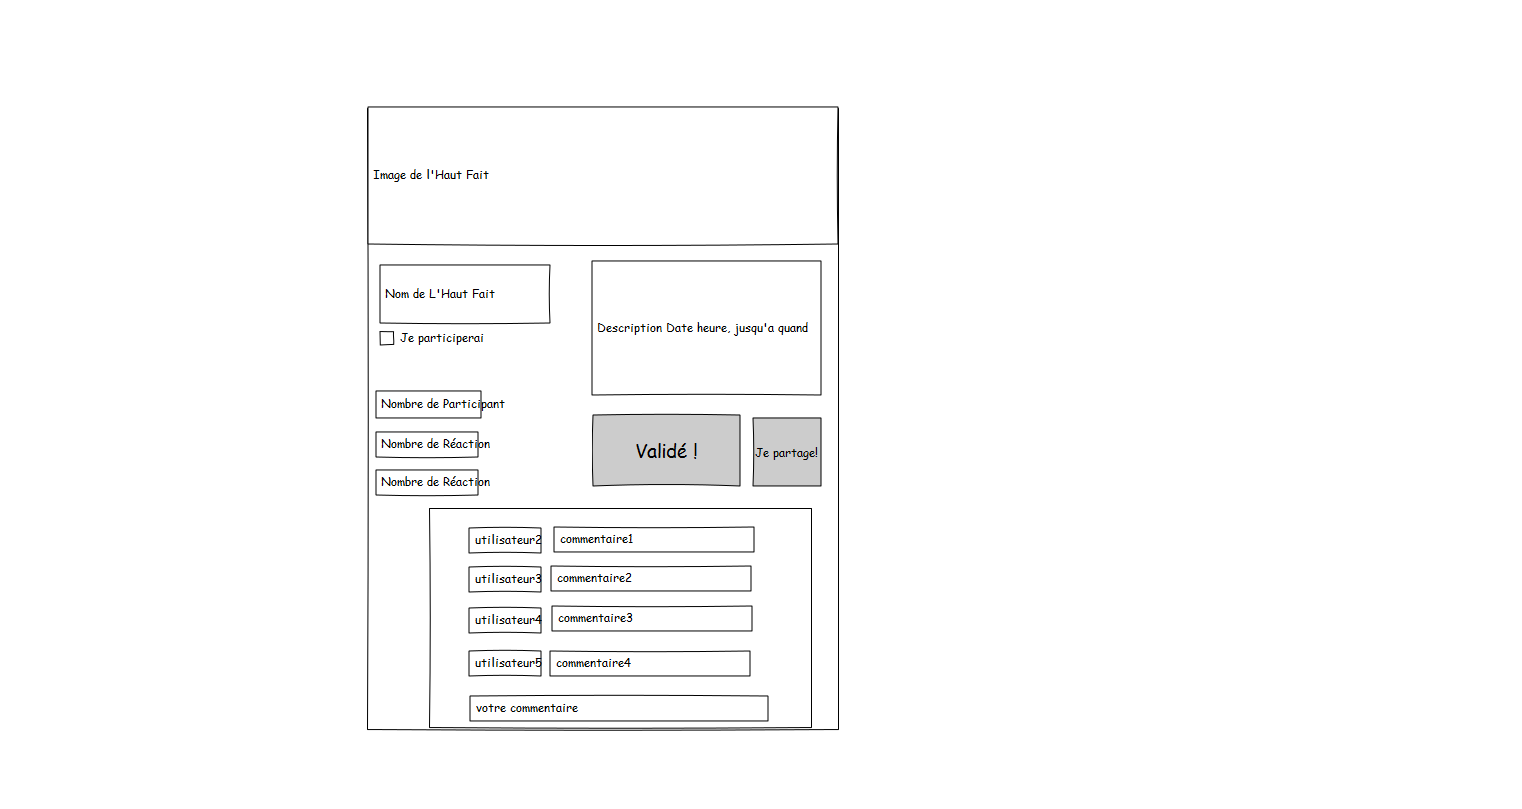 Image de l'Haut Fait
Nom de L'Haut Fait
Je participerai
Description Date heure, jusqu'a quand
Nombre de Participant
Nombre de Réaction
Nombre de Réaction
Validé !
Je partage!
utilisateur2 commentaire1
utilisateur3 commentaire2
utilisateur4 commentaire3
utilisateur5 commentaire4
votre commentaire